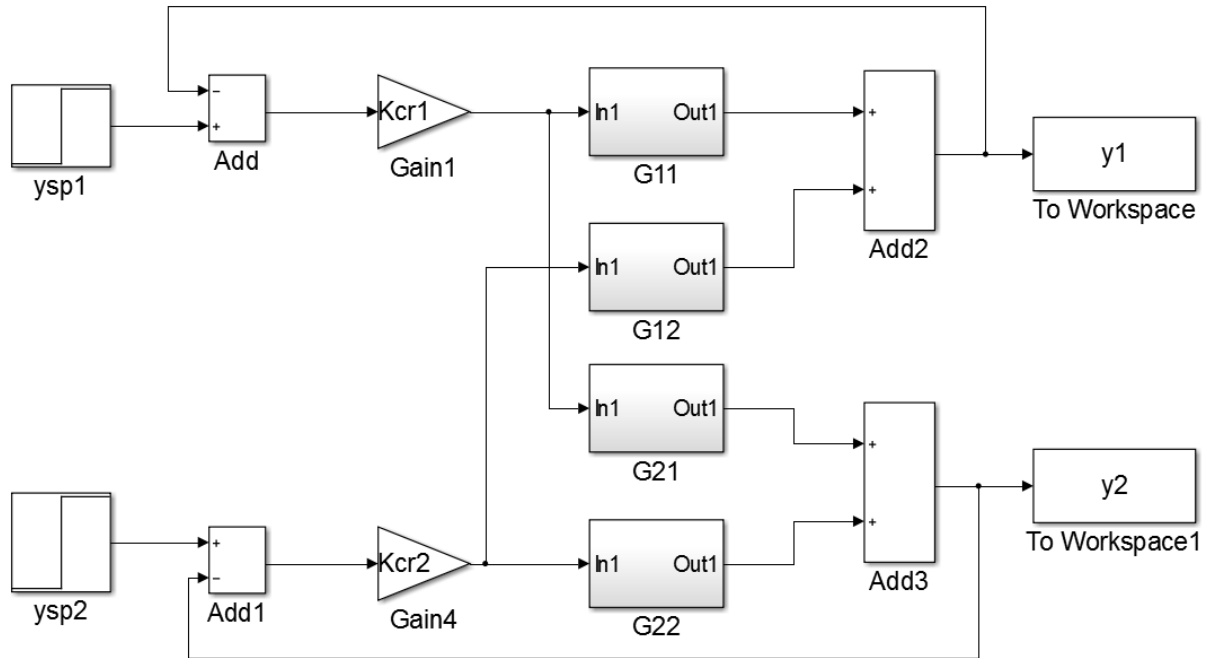 −
+
ysp1
Add
Kcr1
Gain1
In1 Out1
G11
+
+
Add2
y1
To Workspace
In1 Out1
G12
In1 Out1
G21
ysp2
+
−
Add1
Kcr2
Gain4
In1 Out1
G22
+
+
Add3
y2
To Workspace1